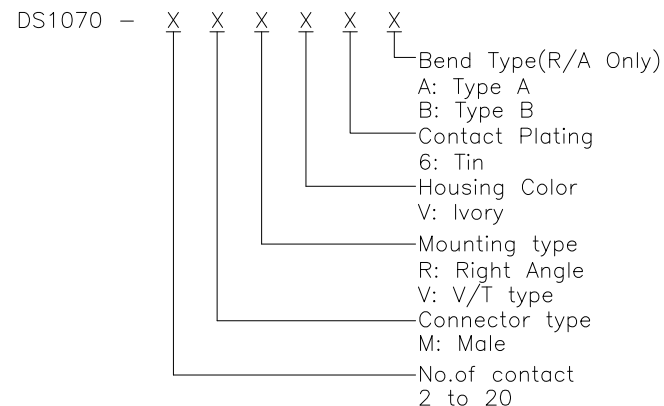 DS1070 - X X X X X X
Bend Type(R/A Only)
A: Type A
B: Type B
Contact Plating
6: Tin
Housing Color
V: Ivory
Mounting type
R: Right Angle
V: V/T type
Connector type
M: Male
No.of contact
2 to 20